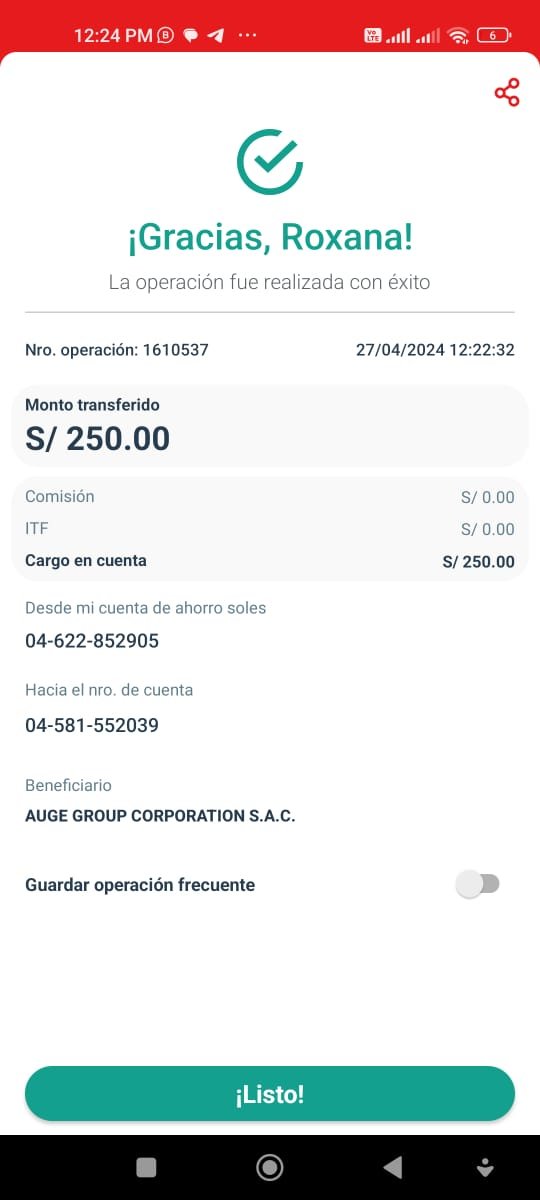 12:24 PM
6
¡Gracias, Roxana!
La operación fue realizada con éxito
Nro. operación: 1610537 27/04/2024 12:22:32
Monto transferido
S/ 250.00
Comisión S/ 0.00
ITF S/ 0.00
Cargo en cuenta S/ 250.00
Desde mi cuenta de ahorro soles
04-622-852905
Hacia el nro. de cuenta
04-581-552039
Beneficiario
AUGE GROUP CORPORATION S.A.C.
Guardar operación frecuente
¡Listo!